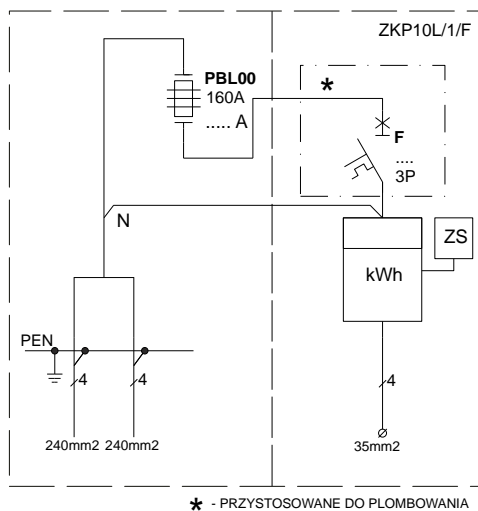 ZKP10L/1/F
PBL00
160A
..... A
*
F
....
3P
N
ZS
kWh
PEN
4
4
4
240mm2 240mm2
35mm2
* - PRZYSTOSOWANE DO PLOMBOWANIA